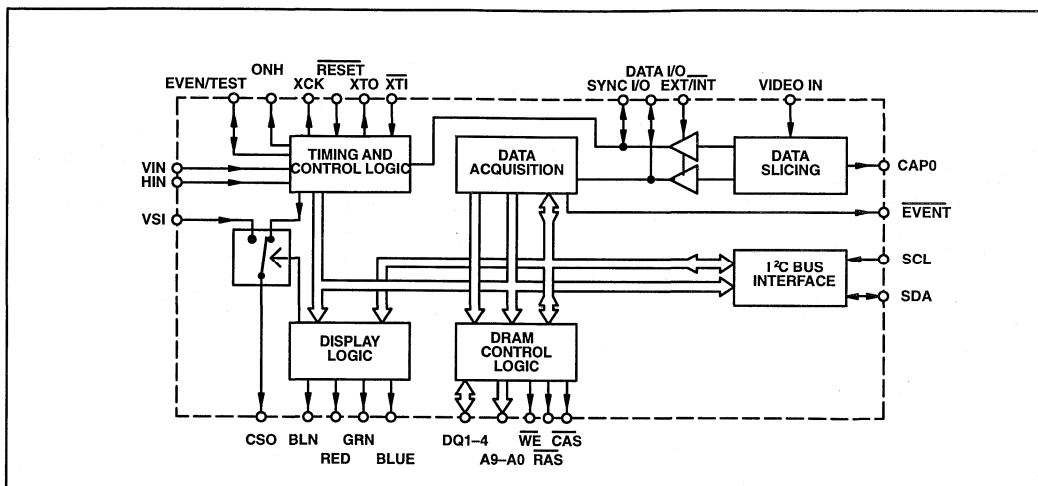 EVEN/TEST
ONH
XCK
RESET
XTO
XTI
SYNC I/O
DATA I/O
EXT/INT
VIDEO IN
TIMING AND
CONTROL LOGIC
DATA
ACQUISITION
DATA
SLICING
VIN
HIN
VSI
CAP0
EVENT
SCL
SDA
I²C BUS
INTERFACE
DISPLAY
LOGIC
DRAM
CONTROL
LOGIC
CSO
BLN
RED
GRN
BLUE
DQ1–4
A9–A0
WE
RAS
CAS